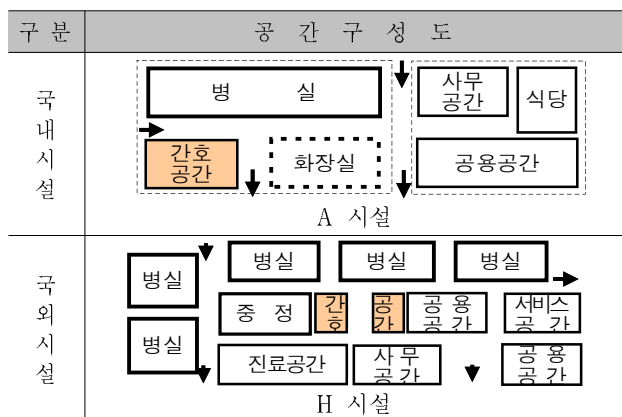 구 분 공 간 구 성 도
국
내
시
설
병 실
사무
공간
식당
간호
공간
화장실
공용공간
A 시설
국
외
시
설
병실
병실
병실
병실
병실
중 정
간
호
공
간
공 용
공 간
서비스
공 간
진료공간
사 무
공 간
공 용
공 간
H 시설